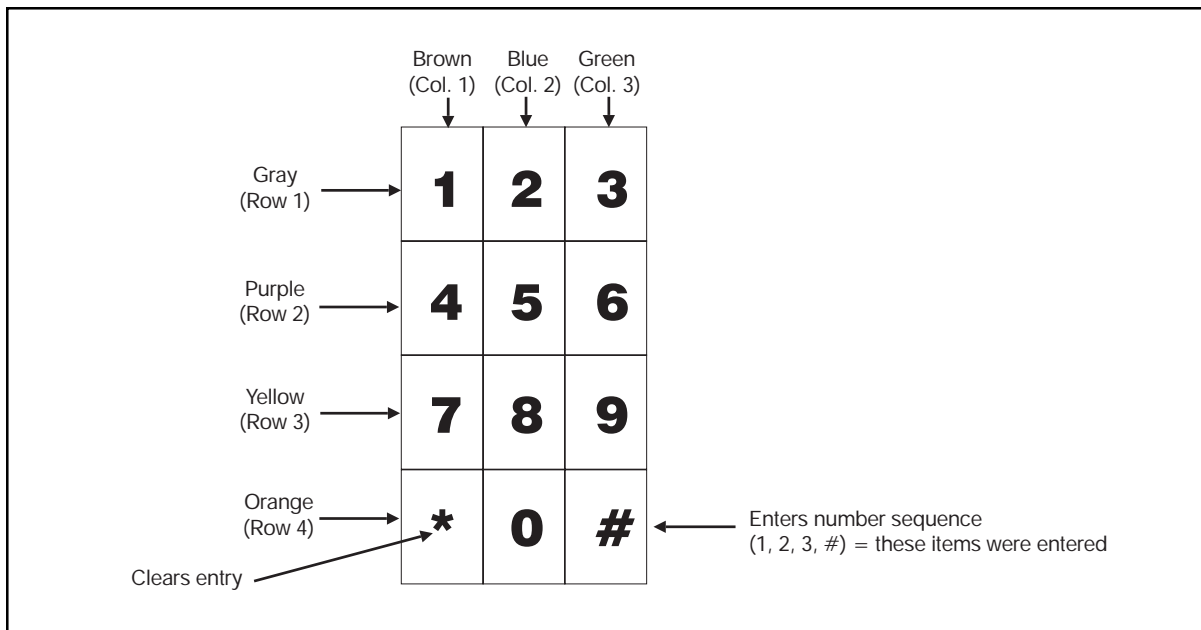 Brown Blue Green
(Col. 1) (Col. 2) (Col. 3)
Gray
(Row 1)
1 2 3
Purple
(Row 2)
4 5 6
Yellow
(Row 3)
7 8 9
Orange
(Row 4)
* 0 #
Enters number sequence
(1, 2, 3, #) = these items were entered
Clears entry